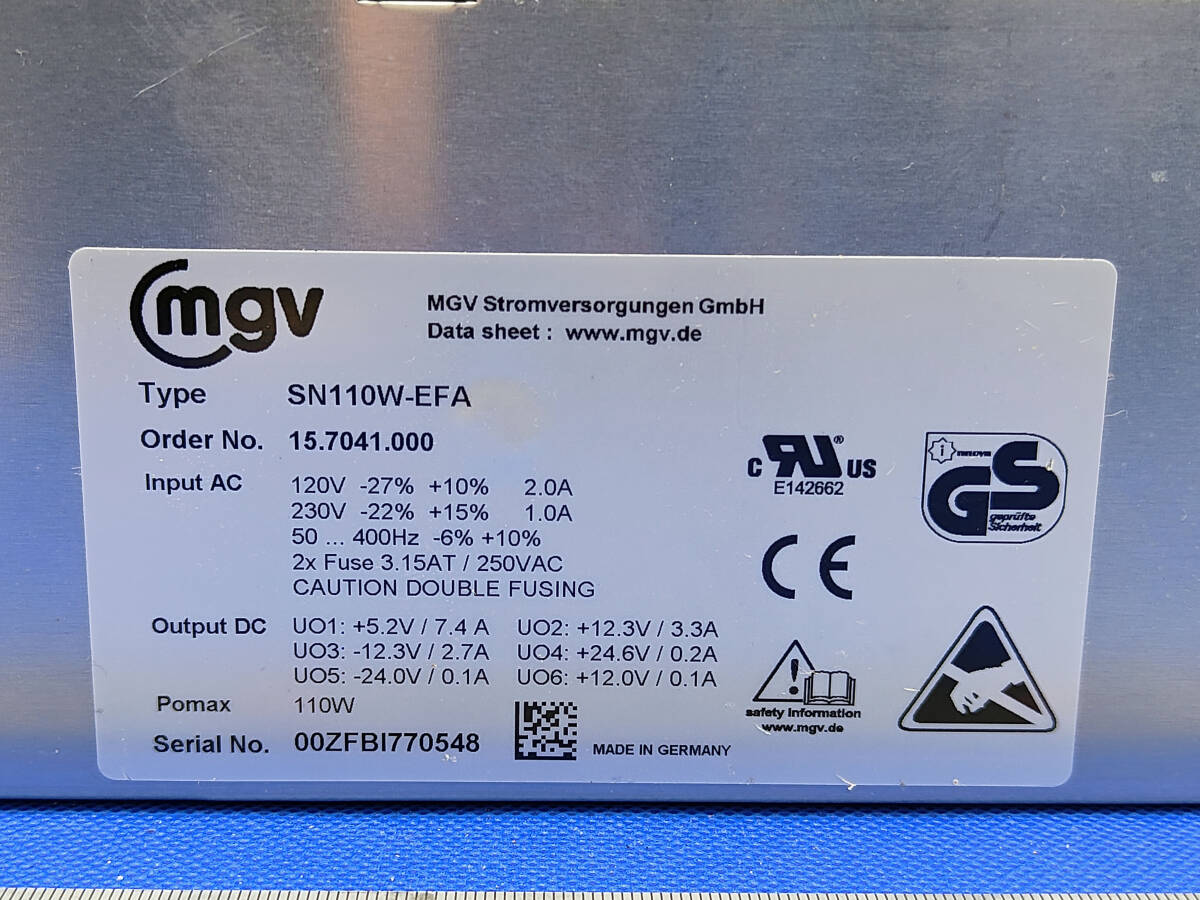 mgv
MGV Stromversorgungen GmbH
Data sheet : www.mgv.de
Type SN110W-EFA
Order No. 15.7041.000
Input AC 120V -27% +10% 2.0A
230V -22% +15% 1.0A
50 ... 400Hz -6% +10%
2x Fuse 3.15AT / 250VAC
CAUTION DOUBLE FUSING
Output DC UO1: +5.2V / 7.4 A UO2: +12.3V / 3.3A
UO3: -12.3V / 2.7A UO4: +24.6V / 0.2A
UO5: -24.0V / 0.1A UO6: +12.0V / 0.1A
Pomax 110W
Serial No. 00ZFBI770548
MADE IN GERMANY
c RU ® US
E142662
CE
i
GS
geprüfte
Sicherheit
!
safety information
www.mgv.de